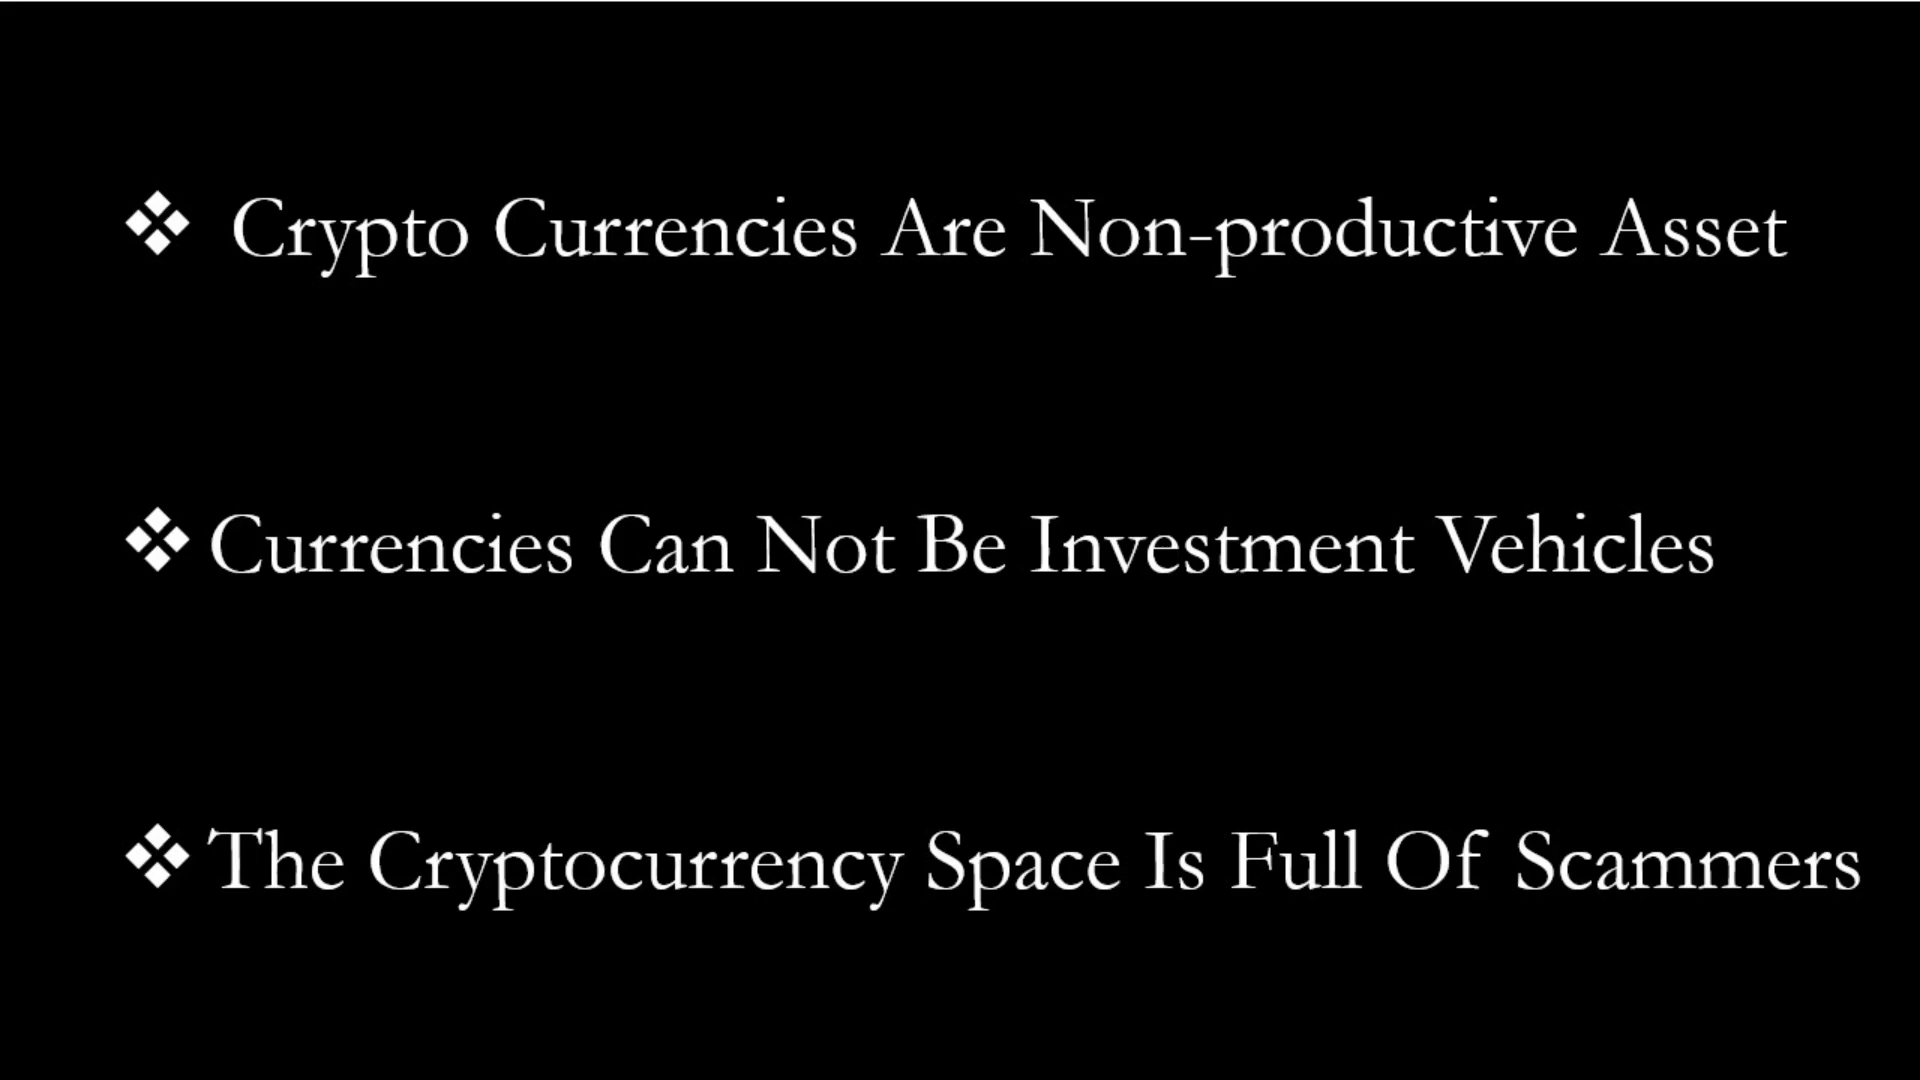 ❖ Crypto Currencies Are Non-productive Asset
❖ Currencies Can Not Be Investment Vehicles
❖ The Cryptocurrency Space Is Full Of Scammers